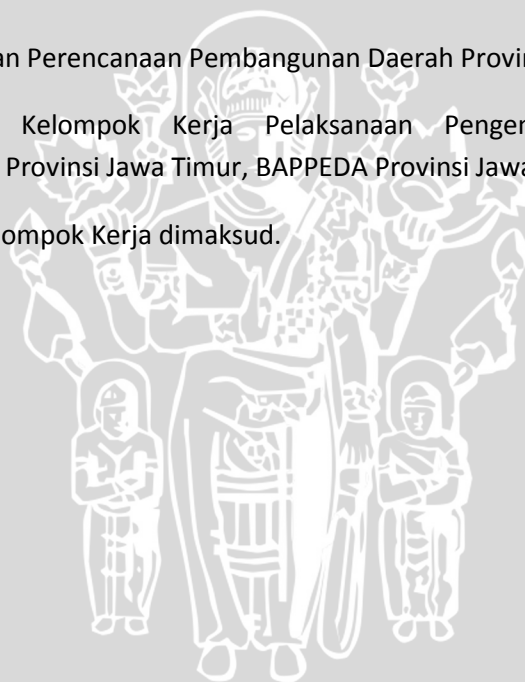 an Perencanaan Pembangunan Daerah Provin
Kelompok Kerja Pelaksanaan Penger
Provinsi Jawa Timur, BAPPEDA Provinsi Jawa
ompok Kerja dimaksud.